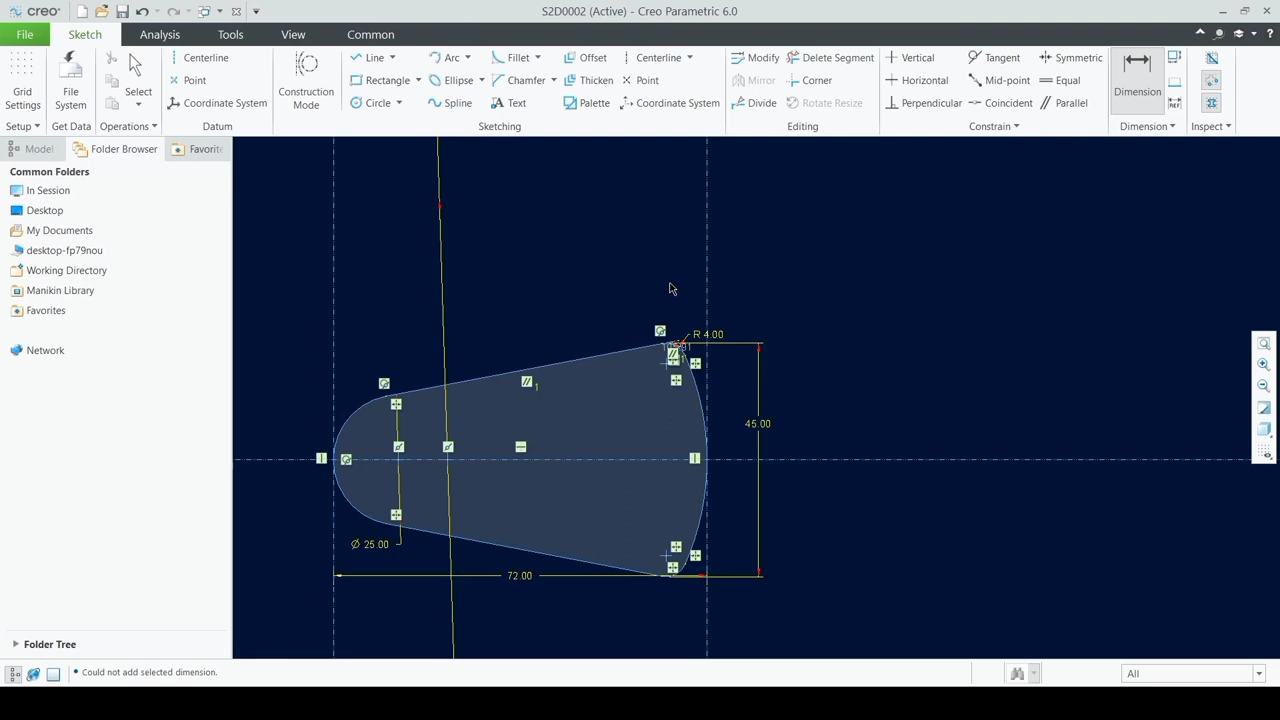 creo
S2D0002 (Active) - Creo Parametric 6.0
File Sketch Analysis Tools View Common
Grid Settings
Setup
File System
Get Data
Select
Operations
Centerline
Point
Coordinate System
Datum
Construction Mode
Line Arc Fillet Offset Centerline
Rectangle Ellipse Chamfer Thicken Point
Circle Spline Text Palette Coordinate System
Sketching
Modify Delete Segment
Mirror Corner
Divide Rotate Resize
Editing
Vertical Tangent Symmetric
Horizontal Mid-point Equal
Perpendicular Coincident Parallel
Constrain
Dimension
Dimension
REF
Inspect
Model Folder Browser Favorite
Common Folders
In Session
Desktop
My Documents
desktop-fp79nou
Working Directory
Manikin Library
Favorites
Network
Folder Tree
R 4.00
1
45.00
Ø 25.00
72.00
Could not add selected dimension.
All